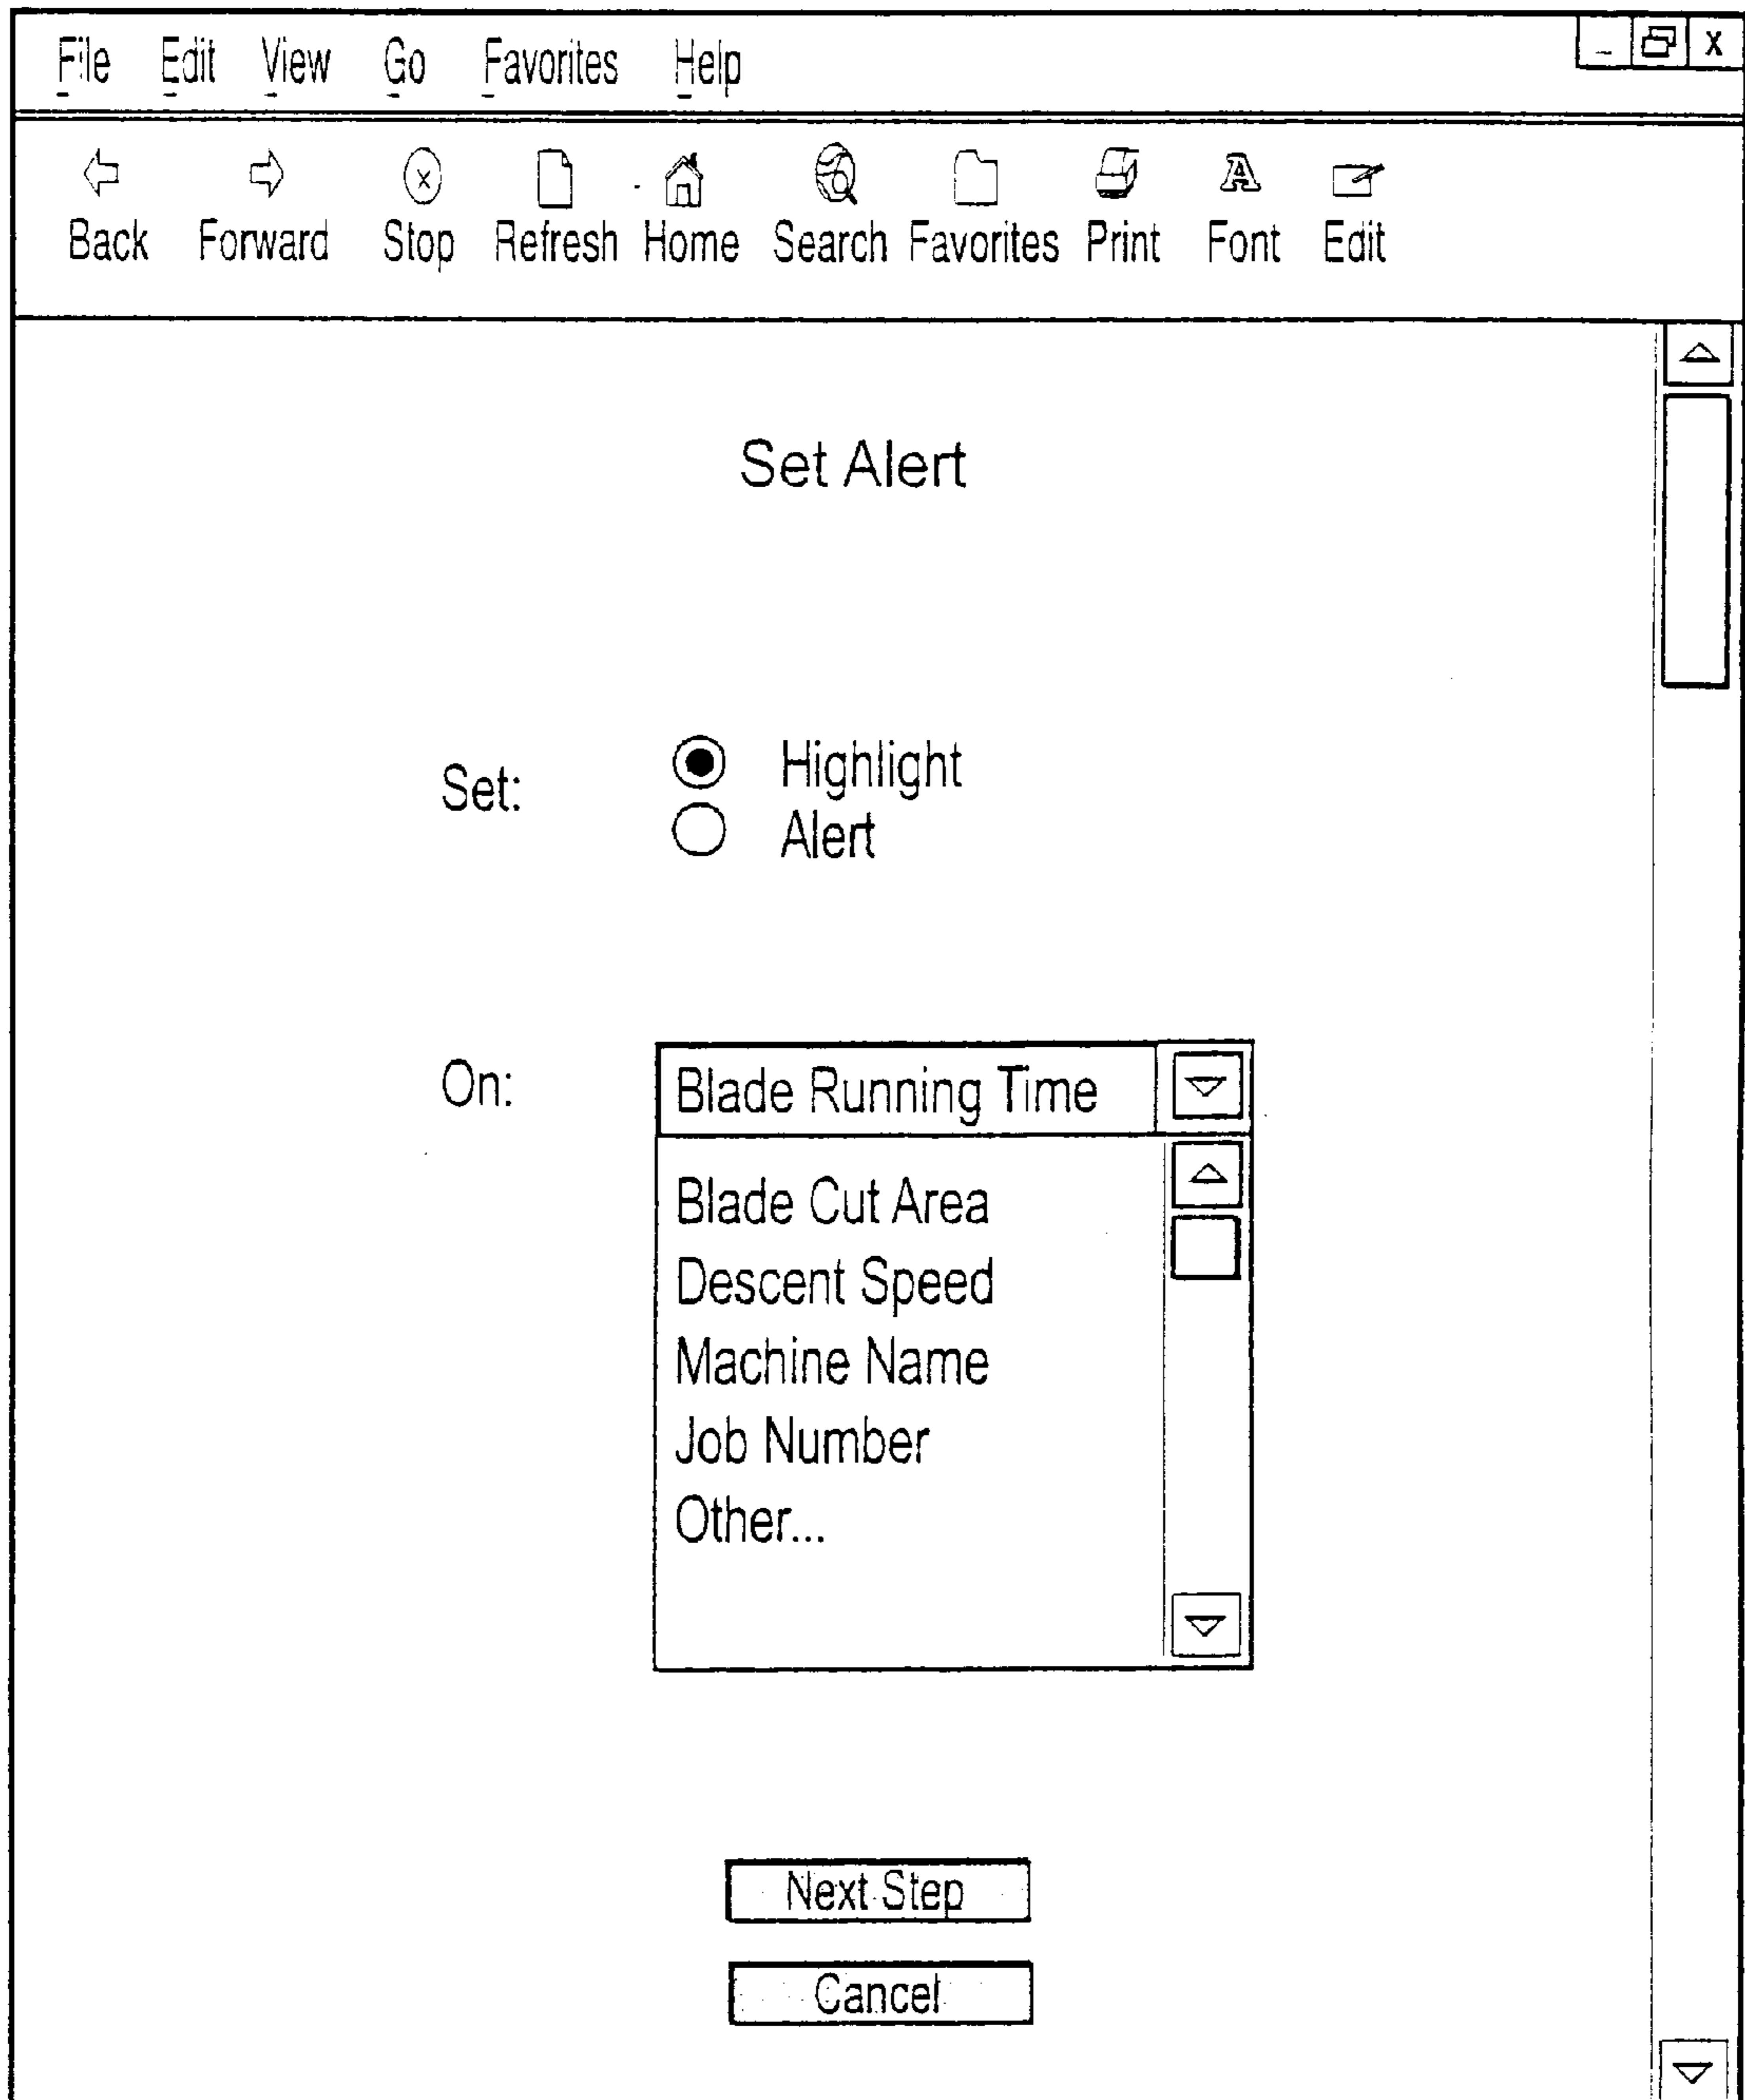 File Edit View Go Favorites Help
Back Forward Stop Refresh Home Search Favorites Print Font Edit
Set Alert
Set: Highlight
Alert
On: Blade Running Time
Blade Cut Area
Descent Speed
Machine Name
Job Number
Other...
Next Step
Cancel